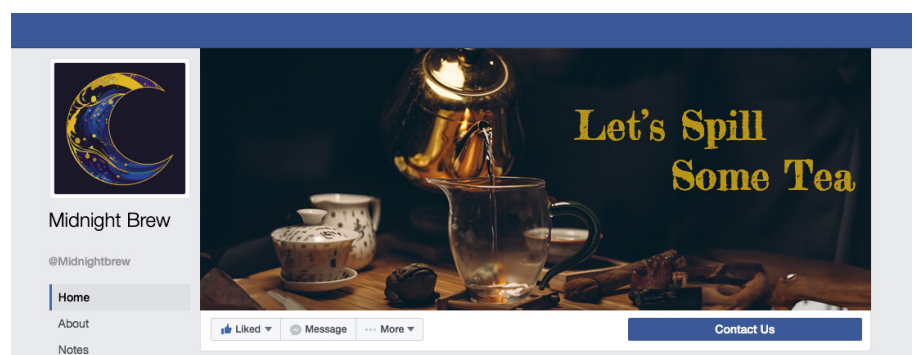 Let's Spill
Some Tea
Midnight Brew
@Midnightbrew
Home
About
Notes
Liked
Message
··· More
Contact Us